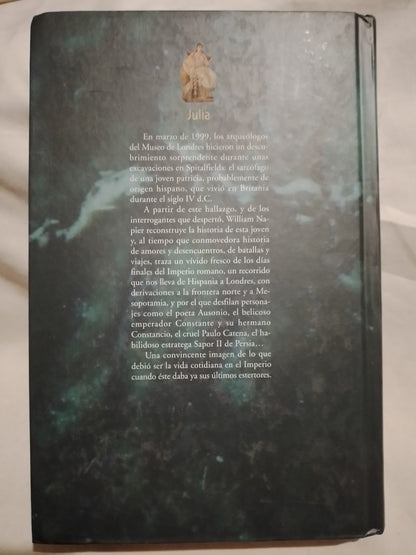 Julia
En marzo de 1999, los arqueólogos
del Museo de Londres hicieron un descu-
brimiento sorprendente durante unas
excavaciones en Spitalfields: el sarcófago
de una joven patricia, probablemente de
origen hispano, que vivió en Britania
durante el siglo IV d.C.
A partir de este hallazgo, y de los
interrogantes que despertó, William Na-
pier reconstruye la historia de esta joven
y, al tiempo que conmovedora historia
de amores y desencuentros, de batallas y
viajes, traza un vívido fresco de los días
finales del Imperio romano, un recorrido
que nos lleva de Hispania a Londres, con
derivaciones a la frontera norte y a Me-
sopotamia, y por el que desfilan persona-
jes como el poeta Ausonio, el belicoso
emperador Constante y su hermano
Constancio, el cruel Paulo Catena, el ha-
bilidoso estratega Sapor II de Persia...
Una convincente imagen de lo que
debió ser la vida cotidiana en el Imperio
cuando éste daba ya sus últimos estertores.